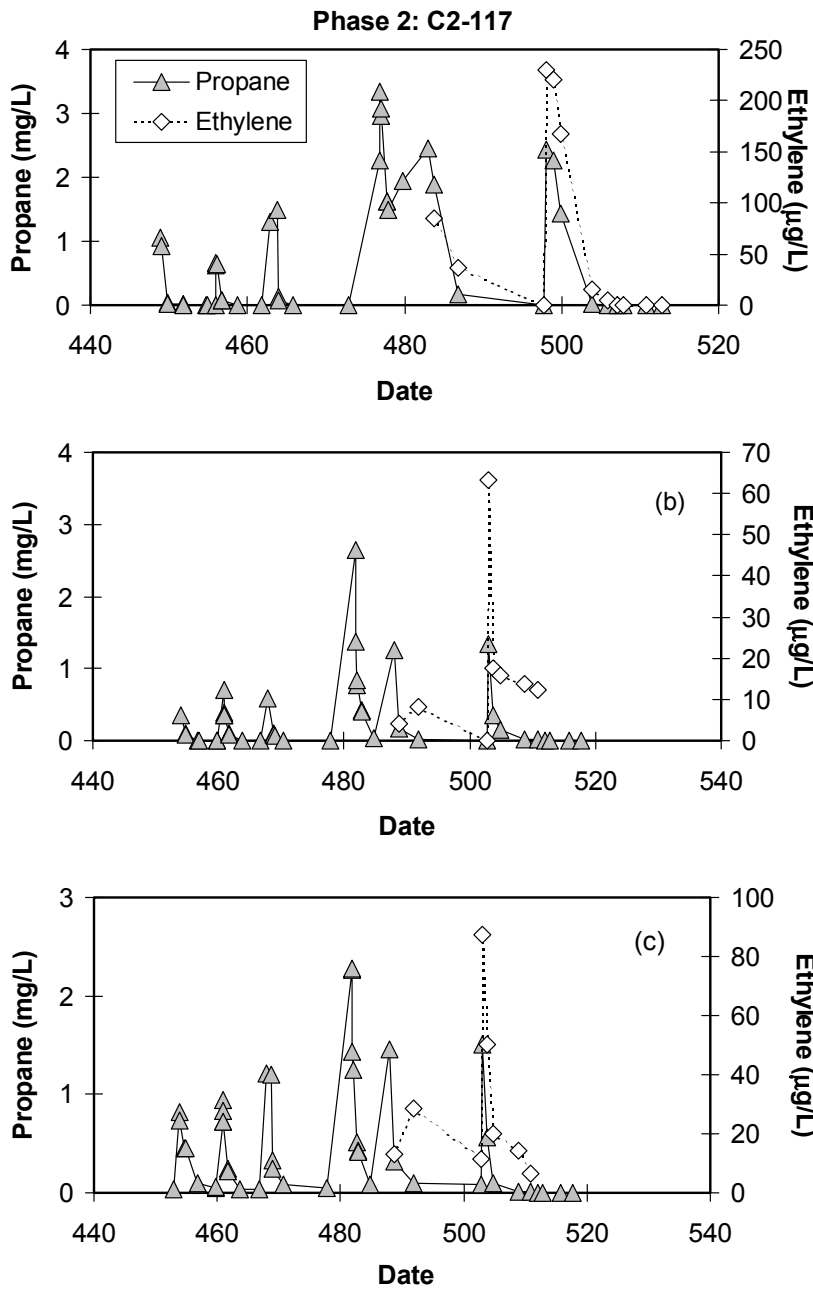 Phase 2: C2-117
4 250
Propane
Ethylene
3 200
150
2
100
1
50
0 0
Propane (mg/L)
Ethylene (µg/L)
440 460 480 500 520
Date
4 70
(b)
60
3
50
40
2
30
20
1
10
0 0
Propane (mg/L)
Ethylene (µg/L)
440 460 480 500 520 540
Date
3 100
(c)
80
2
60
40
1
20
0 0
Propane (mg/L)
Ethylene (µg/L)
440 460 480 500 520 540
Date